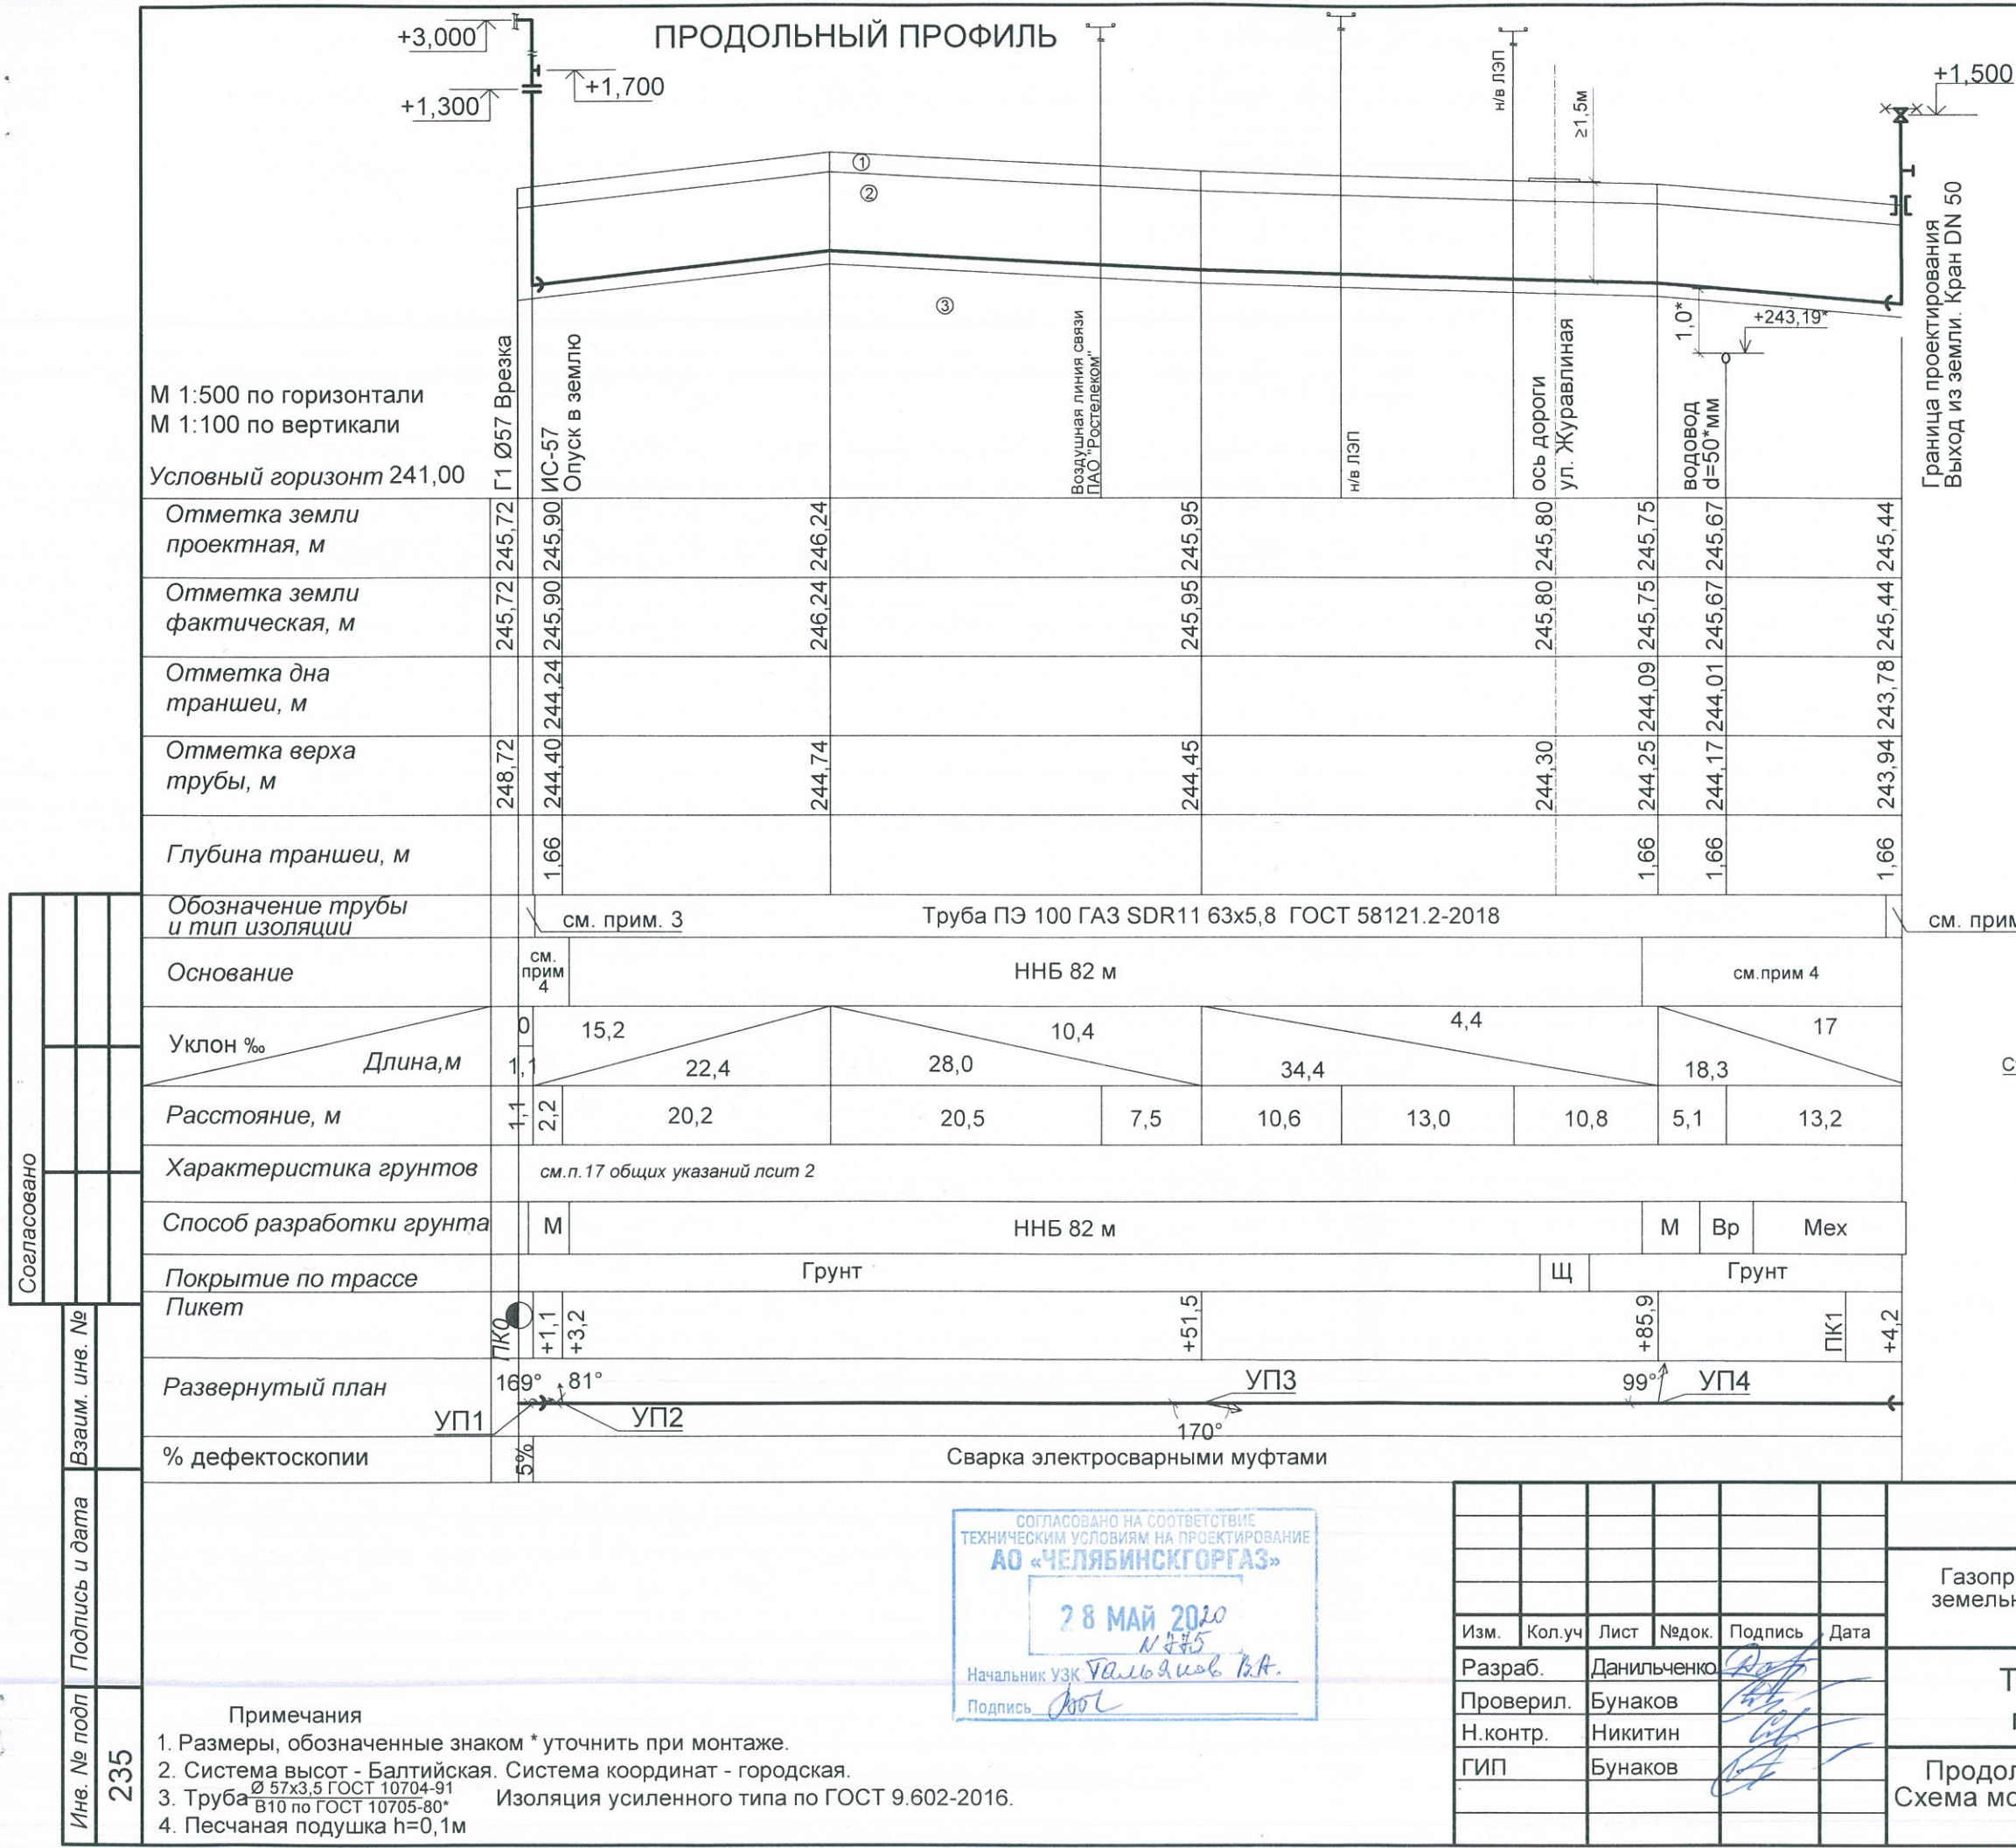 ПРОДОЛЬНЫЙ ПРОФИЛЬ
+3,000
+1,700
+1,300
+1,500
н/в ЛЭП
≥1,5м
①
②
③
1,0*
+243,19*
М 1:500 по горизонтали
М 1:100 по вертикали
Условный горизонт 241,00
Г1 Ø57 Врезка
ИС-57
Опуск в землю
Воздушная линия связи
ПАО "Ростелеком"
н/в ЛЭП
ось дороги
ул. Журавлиная
водовод
d=50*мм
Граница проектирования
Выход из земли. Кран DN 50
Отметка земли
проектная, м
245,72 245,90 246,24 245,95 245,80 245,75 245,67 245,44
Отметка земли
фактическая, м
245,72 245,90 246,24 245,95 245,80 245,75 245,67 245,44
Отметка дна
траншеи, м
244,24 244,09 244,01 243,78
Отметка верха
трубы, м
248,72 244,40 244,74 244,45 244,30 244,25 244,17 243,94
Глубина траншеи, м
1,66 1,66 1,66 1,66
Обозначение трубы
и тип изоляции
см. прим. 3
Труба ПЭ 100 ГАЗ SDR11 63х5,8 ГОСТ 58121.2-2018
см. прим
Основание
см.
прим
4
ННБ 82 м
см.прим 4
Уклон ‰
0 15,2 10,4 4,4 17
Длина,м
1,1 22,4 28,0 34,4 18,3
Расстояние, м
1,1 2,2 20,2 20,5 7,5 10,6 13,0 10,8 5,1 13,2
Характеристика грунтов
см.п.17 общих указаний лсит 2
Способ разработки грунта
М ННБ 82 м М Вр Мех
Покрытие по трассе
Грунт Щ Грунт
Пикет
ПК0 +1,1 +3,2 +51,5 +85,9 ПК1 +4,2
Развернутый план
169° 81° УП3 99° УП4
УП1 УП2 170°
% дефектоскопии
5% Сварка электросварными муфтами
СОГЛАСОВАНО НА СООТВЕТСТВИЕ
ТЕХНИЧЕСКИМ УСЛОВИЯМ НА ПРОЕКТИРОВАНИЕ
АО «ЧЕЛЯБИНСКГОРГАЗ»
28 МАЙ 2020
N 775
Начальник УЗК Тальянов В.А.
Подпись
Примечания
1. Размеры, обозначенные знаком * уточнить при монтаже.
2. Система высот - Балтийская. Система координат - городская.
3. Труба Ø 57х3,5 ГОСТ 10704-91
В10 по ГОСТ 10705-80* Изоляция усиленного типа по ГОСТ 9.602-2016.
4. Песчаная подушка h=0,1м
Согласовано
Взаим. инв. №
Подпись и дата
Инв. № подп
235
Изм. Кол.уч Лист №док. Подпись Дата
Разраб. Данильченко
Проверил. Бунаков
Н.контр. Никитин
ГИП Бунаков
Газопр
земельн
Продол
Схема мо